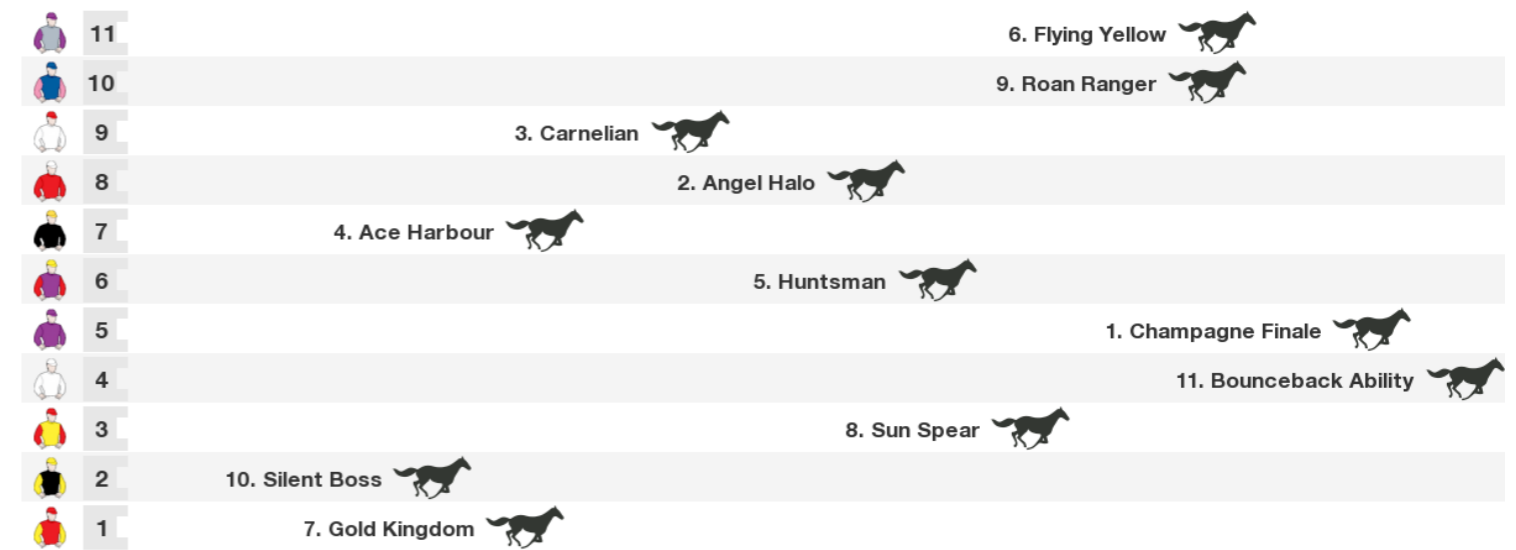 11 6. Flying Yellow
10 9. Roan Ranger
9 3. Carnelian
8 2. Angel Halo
7 4. Ace Harbour
6 5. Huntsman
5 1. Champagne Finale
4 11. Bounceback Ability
3 8. Sun Spear
2 10. Silent Boss
1 7. Gold Kingdom